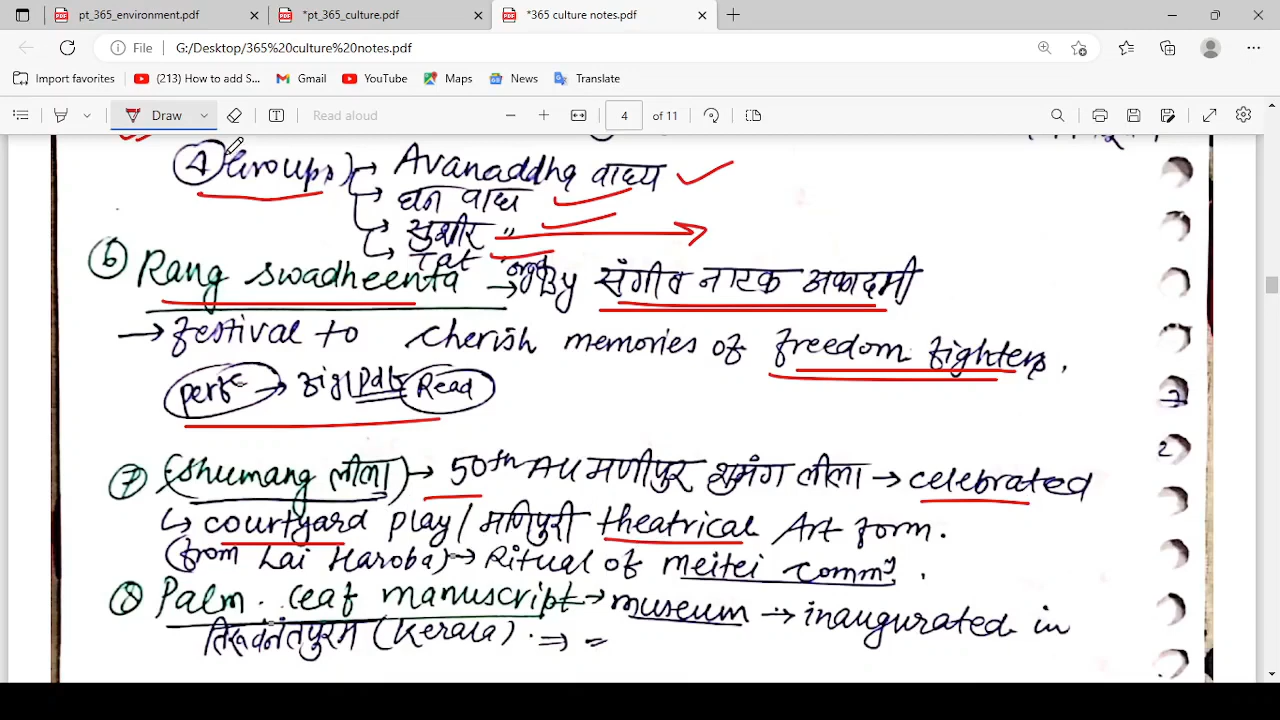 pt_365_environment.pdf
*pt_365_culture.pdf
*365 culture notes.pdf
File G:/Desktop/365%20culture%20notes.pdf
Import favorites (213) How to add S... Gmail YouTube Maps News Translate
Draw Read aloud 4 of 11
4 Groups → Avanaddha वाद्य
→ घन वाद्य
→ सुशीर "
→ Tat
⑥ Rang swadheenta → org By संगीत नाटक अकादमी
→ festival to cherish memories of freedom fighters.
perf → Read
⑦ (shumang लीला) → 50th All मणीपुर शुमंग लीला → celebrated
↳ courtyard play/ मणिपुरी theatrical Art form.
(from Lai Haroba) → Ritual of meitei commy.
⑧ Palm leaf manuscript → museum → inaugurated in
तिरुवंनंतपुरम (Kerala). ⇒ =
2